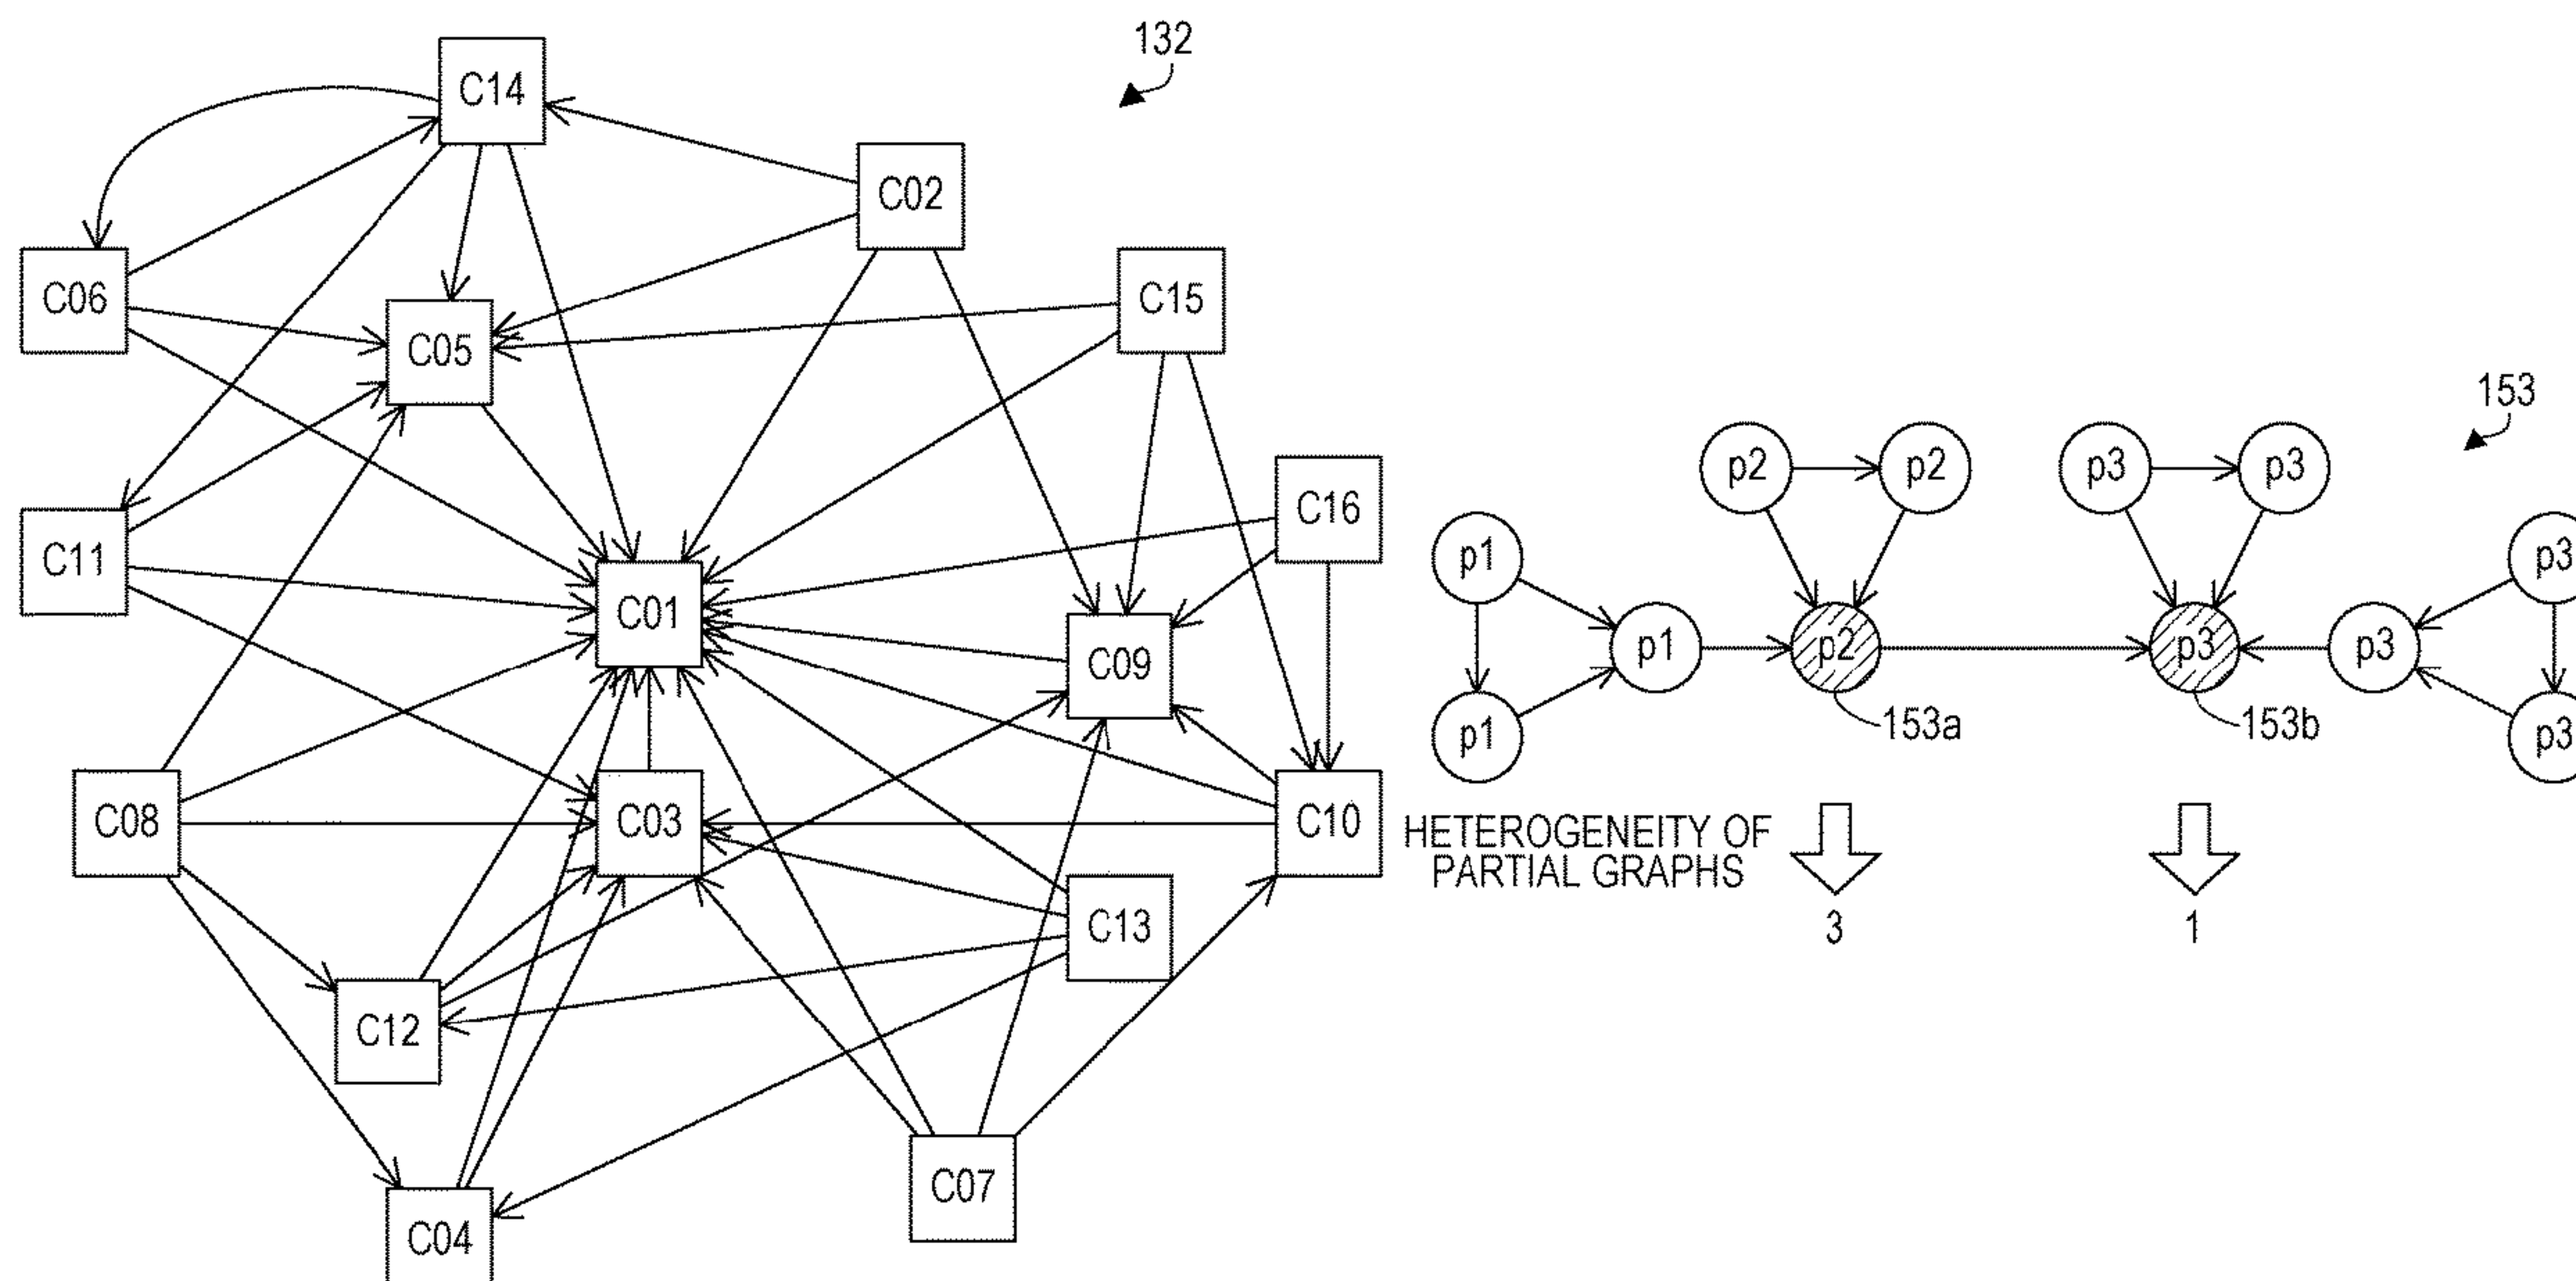 132
C14
C02
C06
C15
C05
153
p2
p2
p3
p3
C16
p1
p3
C11
C01
C09
p1
p2
p3
p3
p1
153a
153b
p3
C08
C03
C10
HETEROGENEITY OF
PARTIAL GRAPHS
3
1
C13
C12
C07
C04